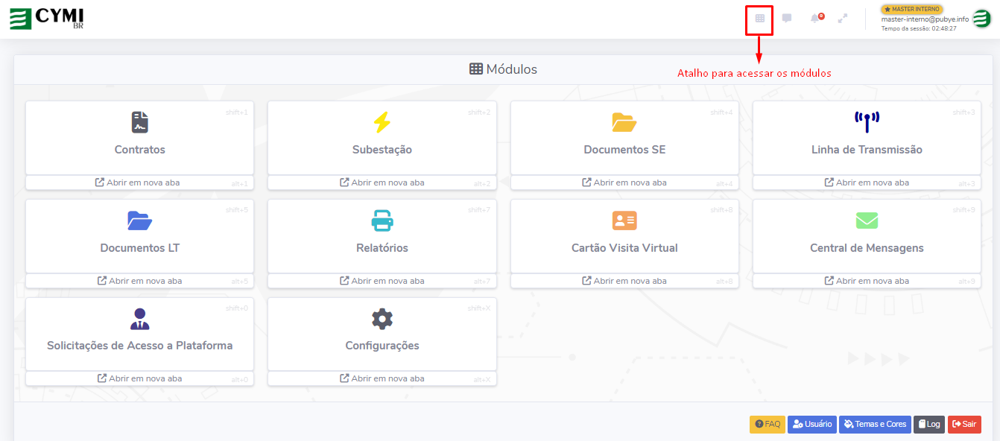 CYMI
BR
MASTER INTERNO
0
master-interno@pubye.info
Tempo da sessão: 02:48:27
Módulos
Atalho para acessar os módulos
shift+1
Contratos
Abrir em nova aba
alt+1
shift+2
Subestação
Abrir em nova aba
alt+2
shift+4
Documentos SE
Abrir em nova aba
alt+4
shift+3
Linha de Transmissão
Abrir em nova aba
alt+3
shift+5
Documentos LT
Abrir em nova aba
alt+5
shift+7
Relatórios
Abrir em nova aba
alt+7
shift+8
Cartão Visita Virtual
Abrir em nova aba
alt+8
shift+9
Central de Mensagens
Abrir em nova aba
alt+9
shift+0
Solicitações de Acesso a Plataforma
Abrir em nova aba
alt+0
shift+X
Configurações
Abrir em nova aba
alt+X
FAQ
Usuário
Temas e Cores
Log
Sair